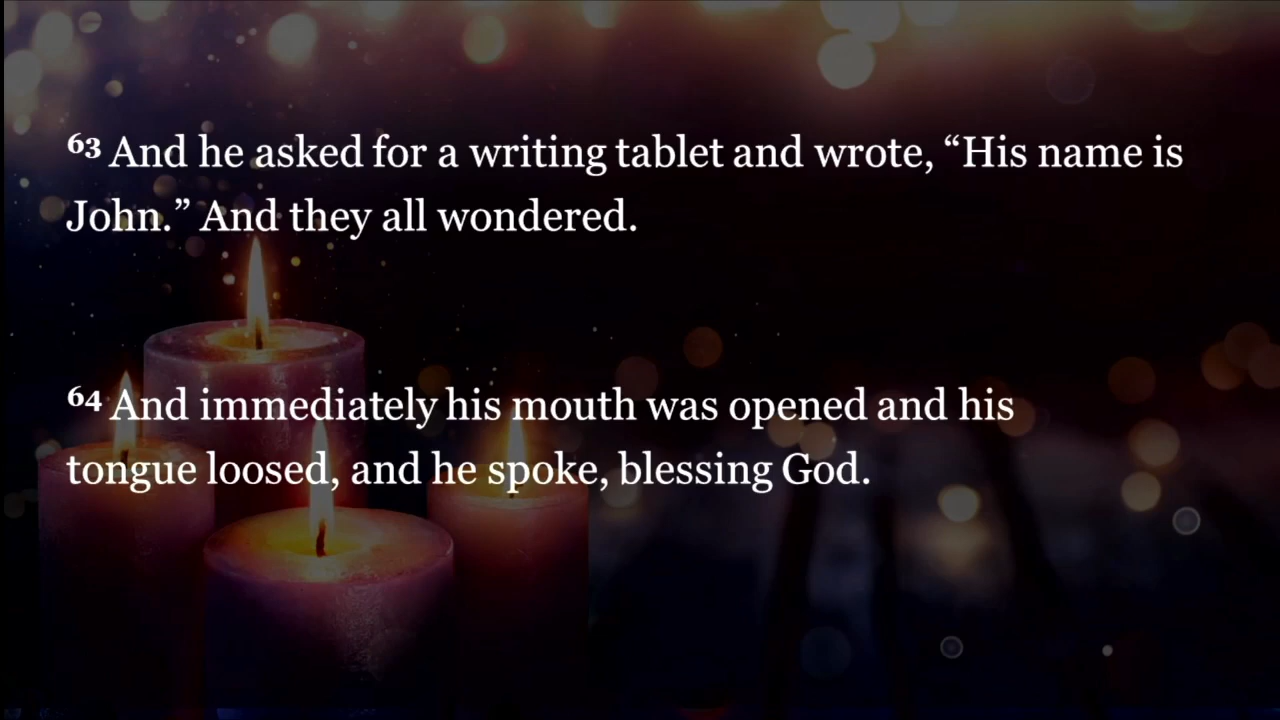 63 And he asked for a writing tablet and wrote, “His name is
John.” And they all wondered.
64 And immediately his mouth was opened and his
tongue loosed, and he spoke, blessing God.